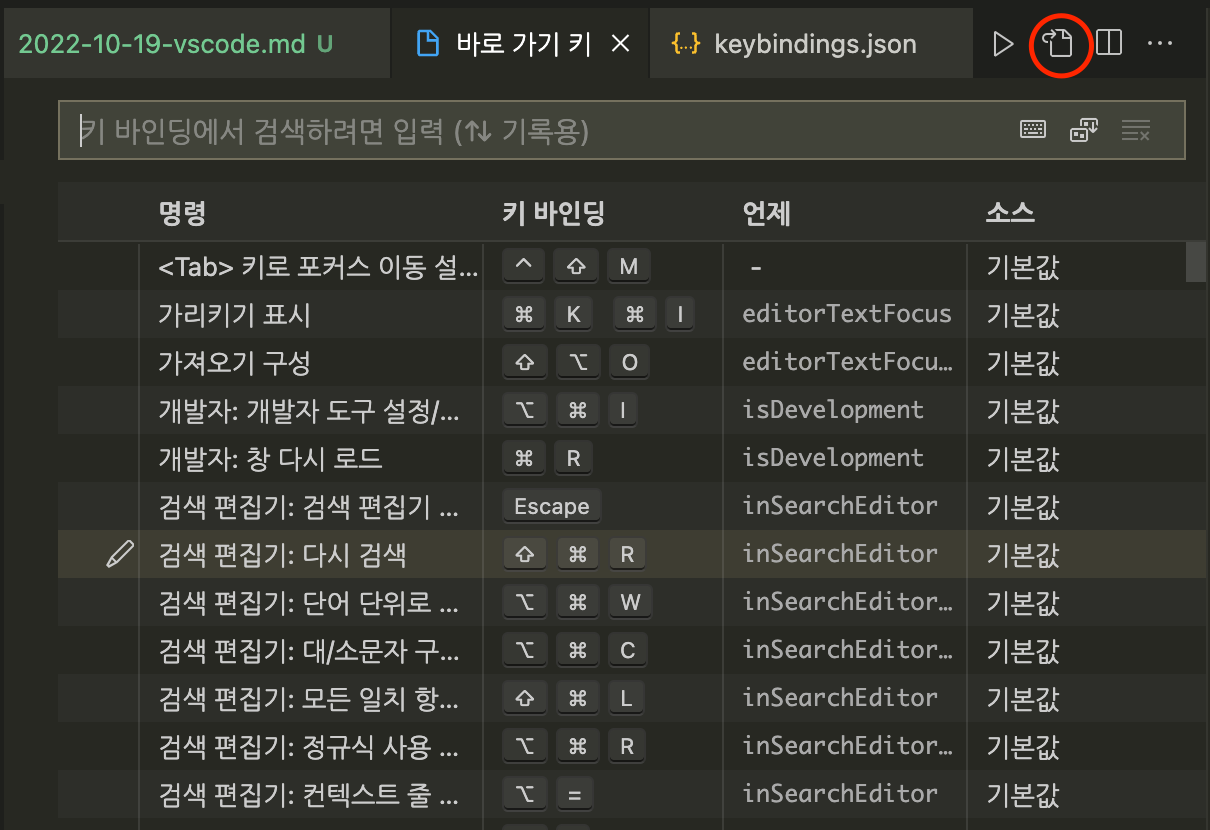 2022-10-19-vscode.md U 바로 가기 키 {...} keybindings.json
키 바인딩에서 검색하려면 입력 (↑↓ 기록용)
명령 키 바인딩 언제 소스
<Tab> 키로 포커스 이동 설... ⌃ ⇧ M - 기본값
가리키기 표시 ⌘ K ⌘ I editorTextFocus 기본값
가져오기 구성 ⇧ ⌥ O editorTextFocu... 기본값
개발자: 개발자 도구 설정/... ⌥ ⌘ I isDevelopment 기본값
개발자: 창 다시 로드 ⌘ R isDevelopment 기본값
검색 편집기: 검색 편집기 ... Escape inSearchEditor 기본값
검색 편집기: 다시 검색 ⇧ ⌘ R inSearchEditor 기본값
검색 편집기: 단어 단위로 ... ⌥ ⌘ W inSearchEditor... 기본값
검색 편집기: 대/소문자 구... ⌥ ⌘ C inSearchEditor... 기본값
검색 편집기: 모든 일치 항... ⇧ ⌘ L inSearchEditor 기본값
검색 편집기: 정규식 사용 ... ⌥ ⌘ R inSearchEditor... 기본값
검색 편집기: 컨텍스트 줄 ... ⌥ = inSearchEditor 기본값